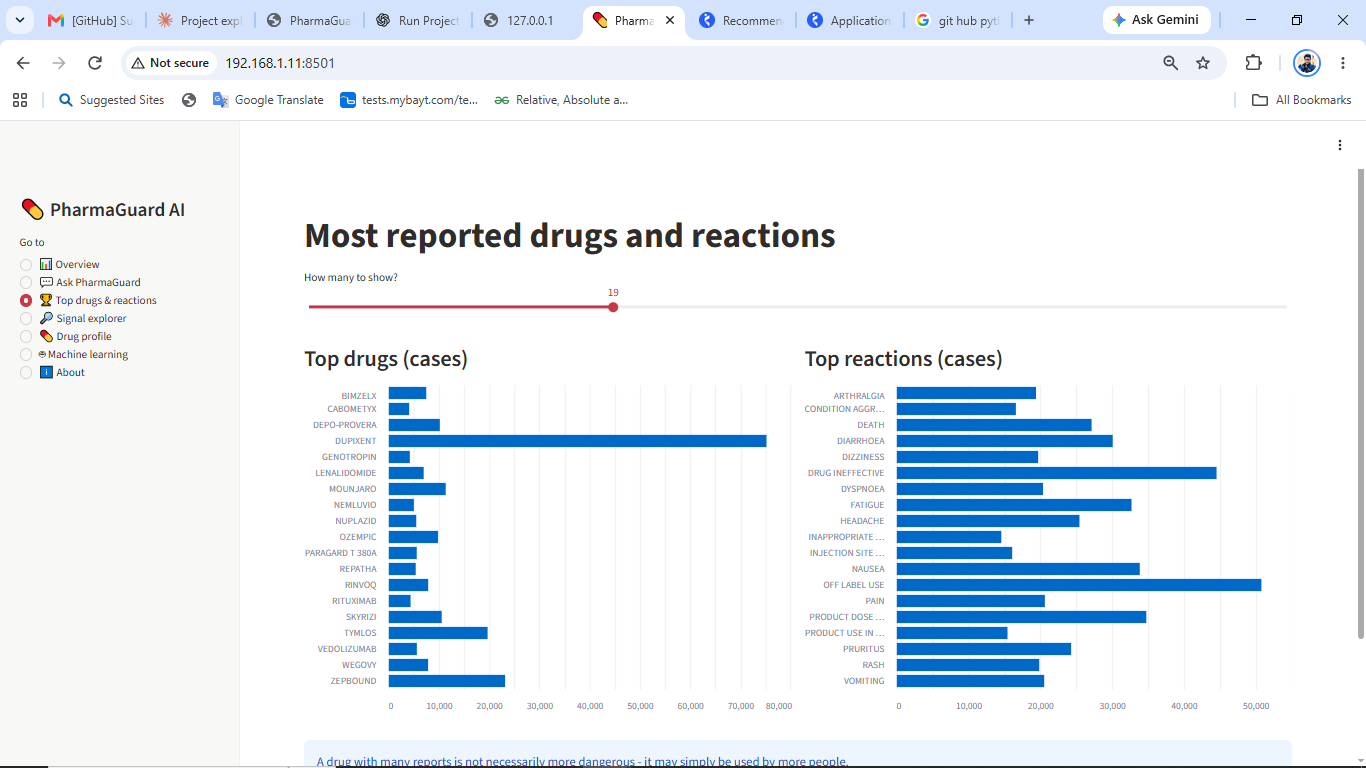 [GitHub] Su
Project expl
PharmaGua
Run Project
127.0.0.1
Pharma
Recommen
Application
git hub pyt
Ask Gemini
Not secure
192.168.1.11:8501
Suggested Sites
Google Translate
tests.mybayt.com/te...
Relative, Absolute a...
All Bookmarks
PharmaGuard AI
Go to
Overview
Ask PharmaGuard
Top drugs & reactions
Signal explorer
Drug profile
Machine learning
About
Most reported drugs and reactions
How many to show?
19
Top drugs (cases)
BIMZELX
CABOMETYX
DEPO-PROVERA
DUPIXENT
GENOTROPIN
LENALIDOMIDE
MOUNJARO
NEMLUVIO
NUPLAZID
OZEMPIC
PARAGARD T 380A
REPATHA
RINVOQ
RITUXIMAB
SKYRIZI
TYMLOS
VEDOLIZUMAB
WEGOVY
ZEPBOUND
0 10,000 20,000 30,000 40,000 50,000 60,000 70,000 80,000
Top reactions (cases)
ARTHRALGIA
CONDITION AGGR...
DEATH
DIARRHOEA
DIZZINESS
DRUG INEFFECTIVE
DYSPNOEA
FATIGUE
HEADACHE
INAPPROPRIATE ...
INJECTION SITE ...
NAUSEA
OFF LABEL USE
PAIN
PRODUCT DOSE ...
PRODUCT USE IN ...
PRURITUS
RASH
VOMITING
0 10,000 20,000 30,000 40,000 50,000
A drug with many reports is not necessarily more dangerous - it may simply be used by more people.